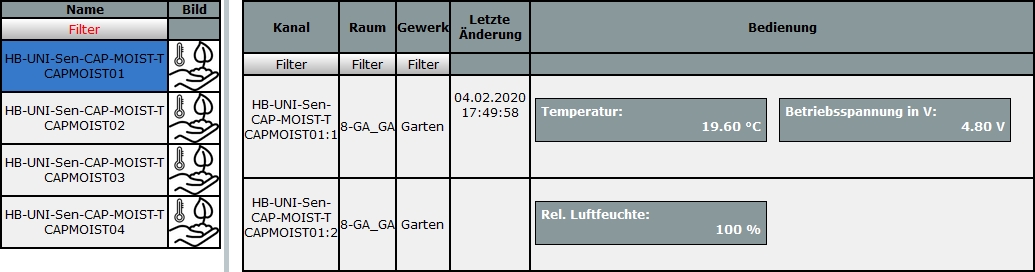 Name Bild
Filter
HB-UNI-Sen-CAP-MOIST-T
CAPMOIST01
HB-UNI-Sen-CAP-MOIST-T
CAPMOIST02
HB-UNI-Sen-CAP-MOIST-T
CAPMOIST03
HB-UNI-Sen-CAP-MOIST-T
CAPMOIST04
Kanal Raum Gewerk Letzte
Änderung Bedienung
Filter Filter Filter
HB-UNI-Sen-
CAP-MOIST-T
CAPMOIST01:1
8-GA_GA
Garten
04.02.2020
17:49:58
Temperatur:
19.60 °C
Betriebsspannung in V:
4.80 V
HB-UNI-Sen-
CAP-MOIST-T
CAPMOIST01:2
8-GA_GA
Garten
Rel. Luftfeuchte:
100 %